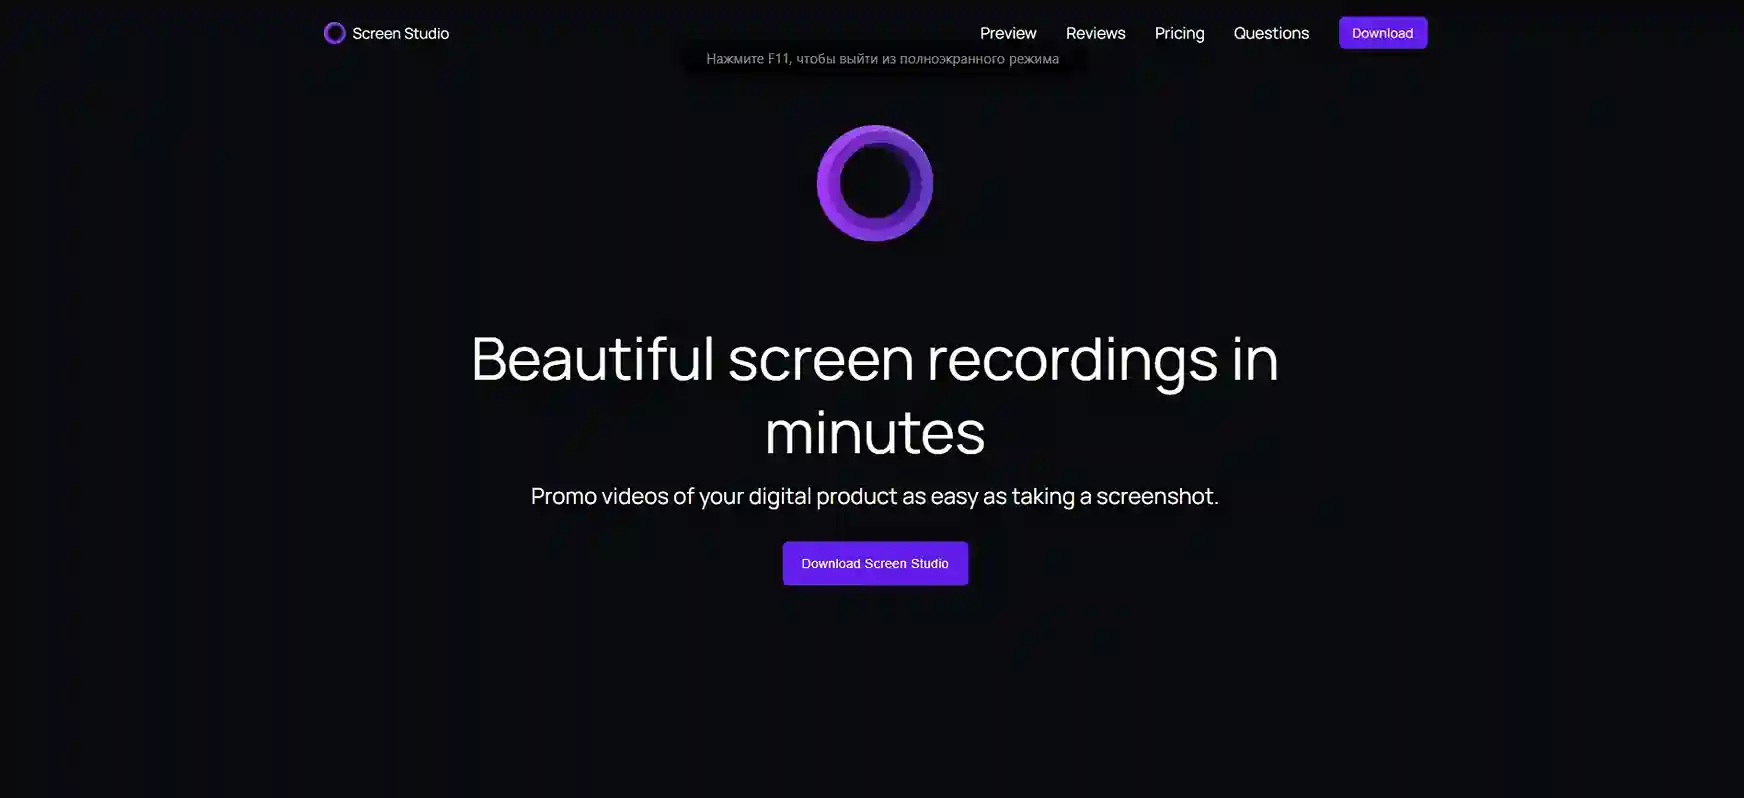 Screen Studio
Preview
Reviews
Pricing
Questions
Download
Нажмите F11, чтобы выйти из полноэкранного режима
Beautiful screen recordings in
minutes
Promo videos of your digital product as easy as taking a screenshot.
Download Screen Studio